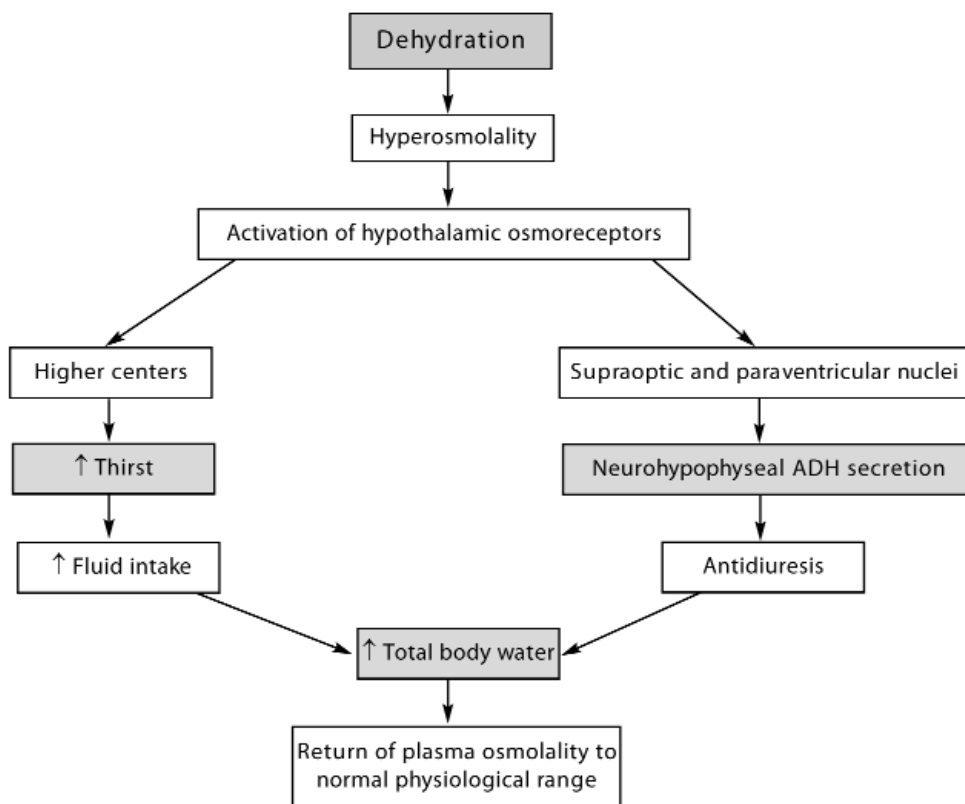 Dehydration
Hyperosmolality
Activation of hypothalamic osmoreceptors
Higher centers
Supraoptic and paraventricular nuclei
↑ Thirst
Neurohypophyseal ADH secretion
↑ Fluid intake
Antidiuresis
↑ Total body water
Return of plasma osmolality to
normal physiological range